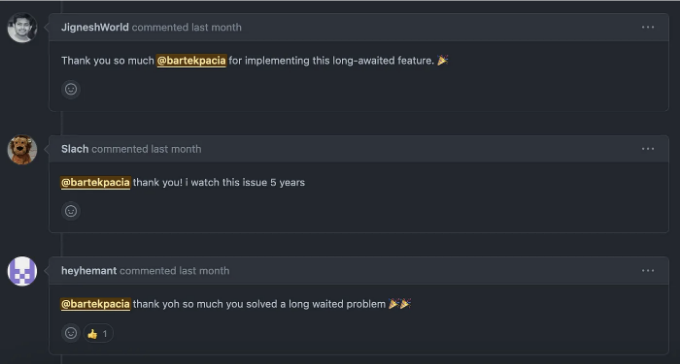 JigneshWorld commented last month
Thank you so much @bartekpacia for implementing this long-awaited feature. 🎉
Slach commented last month
@bartekpacia thank you! i watch this issue 5 years
heyhemant commented last month
@bartekpacia thank yoh so much you solved a long waited problem 🎉🎉
👍 1